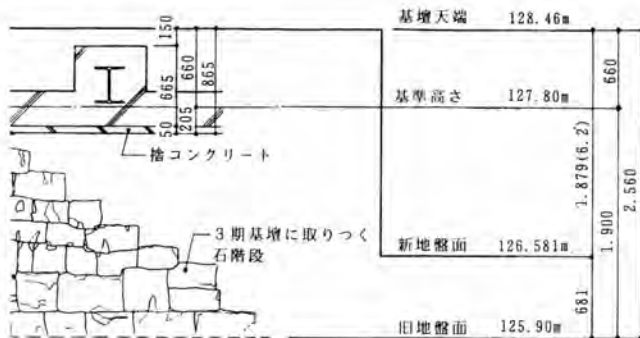 基壇天端 128.46m
150
660
665
660
865
基準高さ 127.80m
50
205
捨コンクリート
1.879(6.2)
1.900
2.560
3期基壇に取りつく
石階段
新地盤面 126.581m
681
旧地盤面 125.90m